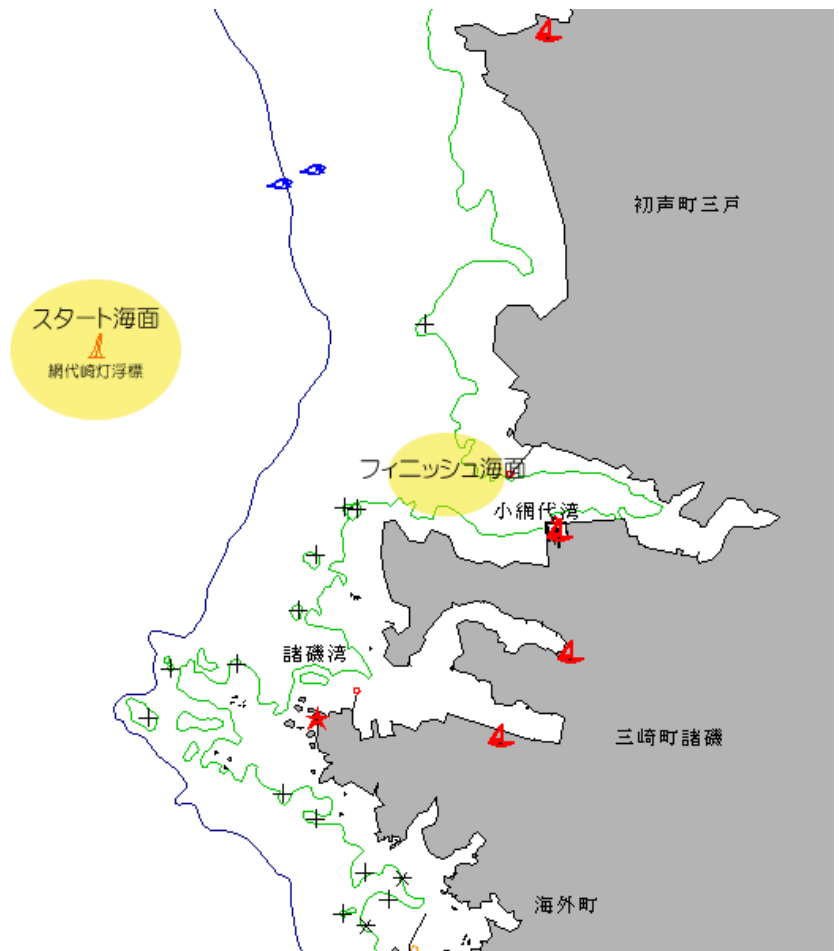 初声町三戸
スタート海面
網代崎灯浮標
フィニッシュ海面
小網代湾
諸磯湾
三崎町諸磯
海外町